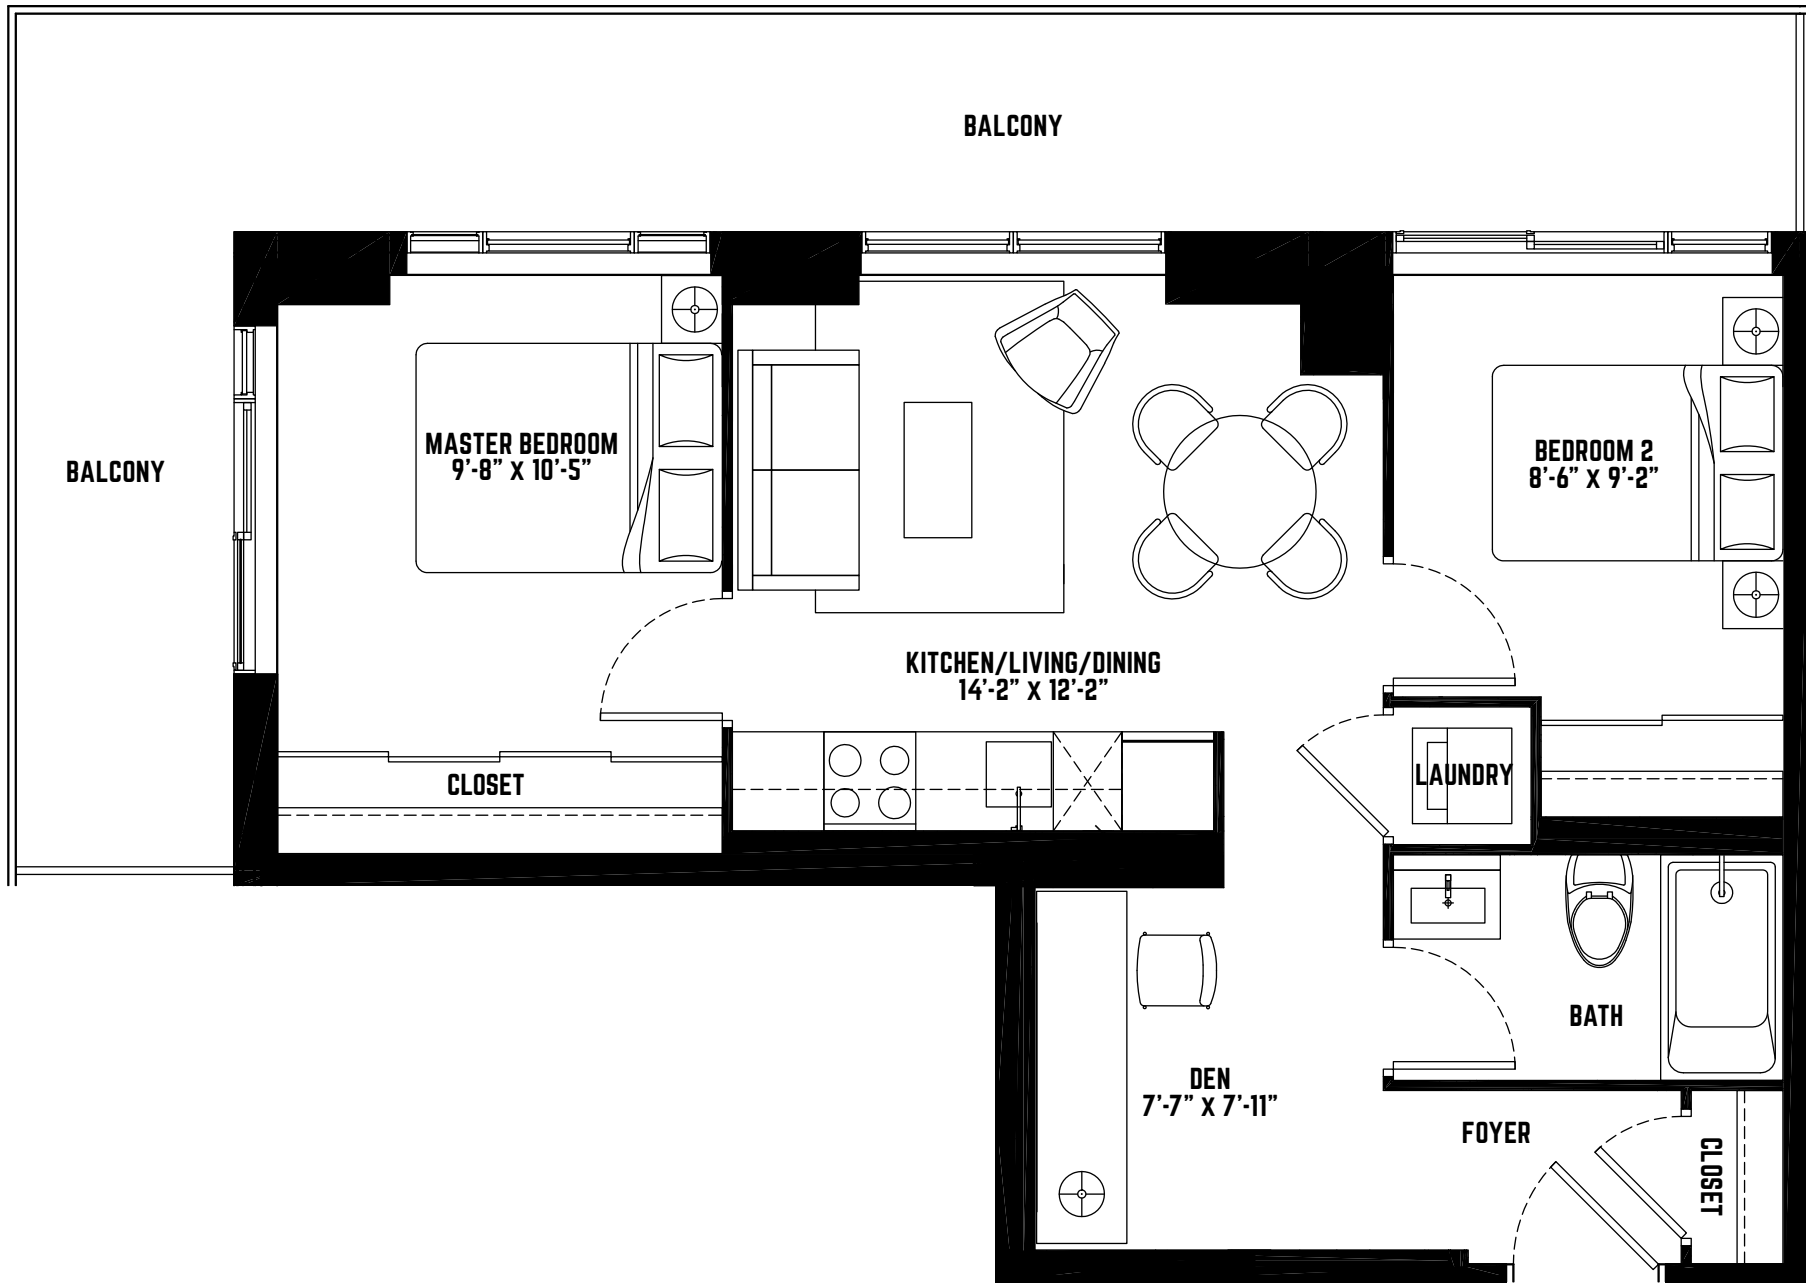 BALCONY
BALCONY
MASTER BEDROOM
9'-8" X 10'-5"
BEDROOM 2
8'-6" X 9'-2"
KITCHEN/LIVING/DINING
14'-2" X 12'-2"
CLOSET
LAUNDRY
BATH
DEN
7'-7" X 7'-11"
FOYER
CLOSET